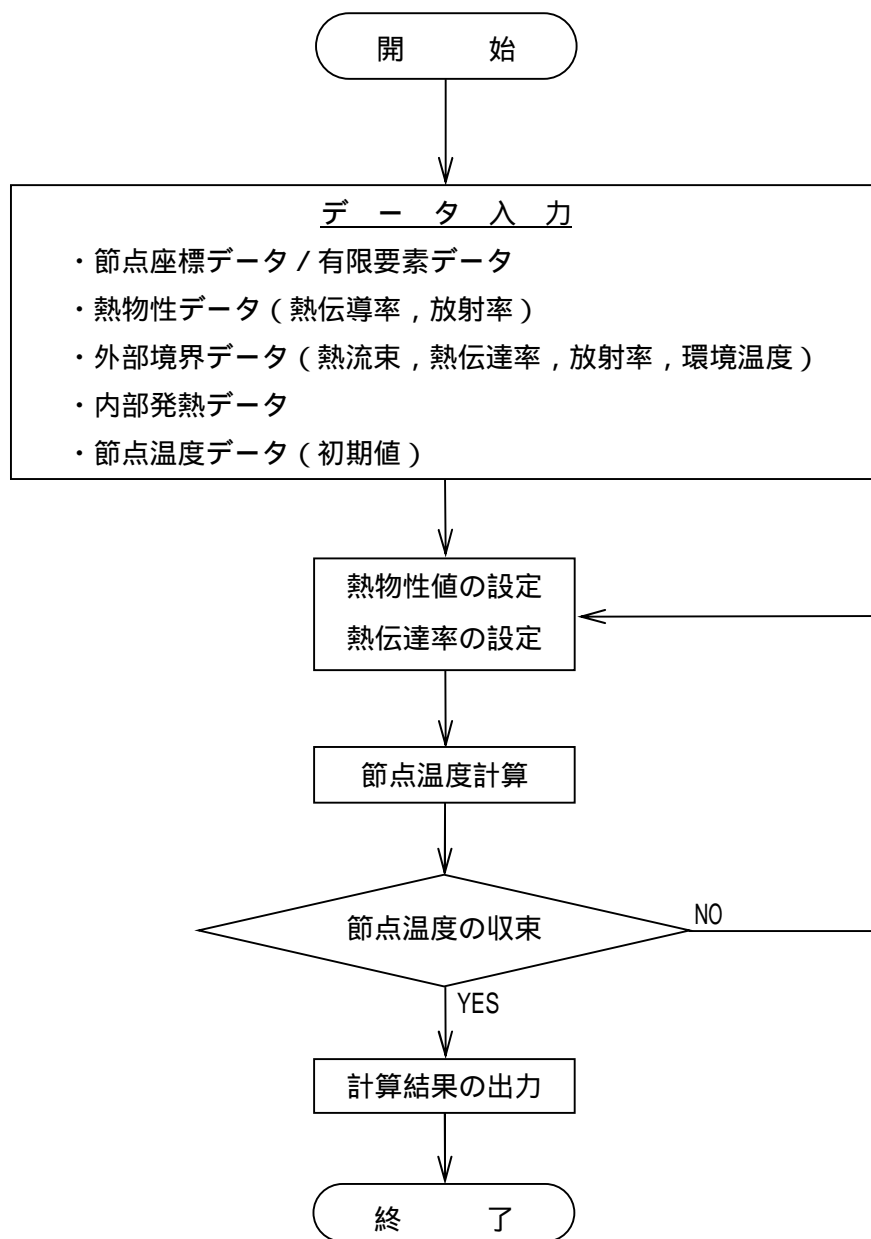 開　始
データ入力
・節点座標データ / 有限要素データ
・熱物性データ（熱伝導率，放射率）
・外部境界データ（熱流束，熱伝達率，放射率，環境温度）
・内部発熱データ
・節点温度データ（初期値）
熱物性値の設定
熱伝達率の設定
節点温度計算
節点温度の収束
NO
YES
計算結果の出力
終　了